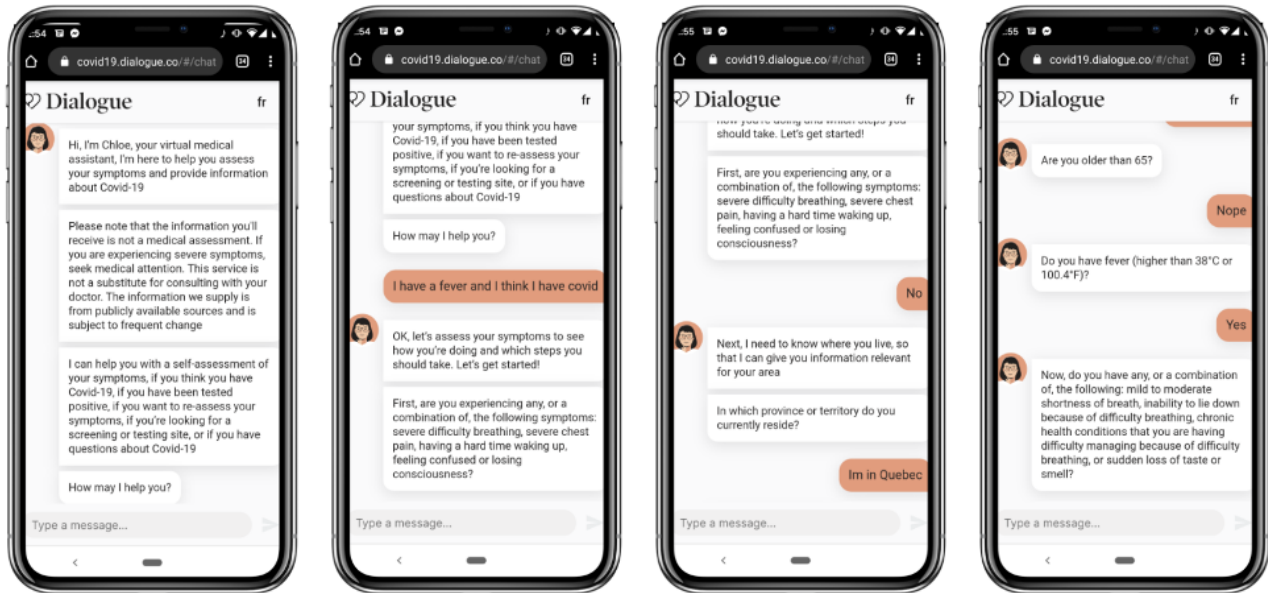 :54
covid19.dialogue.co/#/chat
34
Dialogue
fr
Hi, I'm Chloe, your virtual medical
assistant, I'm here to help you assess
your symptoms and provide information
about Covid-19
Please note that the information you'll
receive is not a medical assessment. If
you are experiencing severe symptoms,
seek medical attention. This service is
not a substitute for consulting with your
doctor. The information we supply is
from publicly available sources and is
subject to frequent change
I can help you with a self-assessment of
your symptoms, if you think you have
Covid-19, if you have been tested
positive, if you want to re-assess your
symptoms, if you're looking for a
screening or testing site, or if you have
questions about Covid-19
How may I help you?
Type a message...
:54
covid19.dialogue.co/#/chat
34
Dialogue
fr
your symptoms, if you think you have
Covid-19, if you have been tested
positive, if you want to re-assess your
symptoms, if you're looking for a
screening or testing site, or if you have
questions about Covid-19
How may I help you?
I have a fever and I think I have covid
OK, let's assess your symptoms to see
how you're doing and which steps you
should take. Let's get started!
First, are you experiencing any, or a
combination of, the following symptoms:
severe difficulty breathing, severe chest
pain, having a hard time waking up,
feeling confused or losing
consciousness?
Type a message...
:55
covid19.dialogue.co/#/chat
34
Dialogue
fr
how you're doing and which steps you
should take. Let's get started!
First, are you experiencing any, or a
combination of, the following symptoms:
severe difficulty breathing, severe chest
pain, having a hard time waking up,
feeling confused or losing
consciousness?
No
Next, I need to know where you live, so
that I can give you information relevant
for your area
In which province or territory do you
currently reside?
Im in Quebec
Type a message...
:55
covid19.dialogue.co/#/chat
34
Dialogue
fr
Are you older than 65?
Nope
Do you have fever (higher than 38°C or
100.4°F)?
Yes
Now, do you have any, or a combination
of, the following: mild to moderate
shortness of breath, inability to lie down
because of difficulty breathing, chronic
health conditions that you are having
difficulty managing because of difficulty
breathing, or sudden loss of taste or
smell?
Type a message...